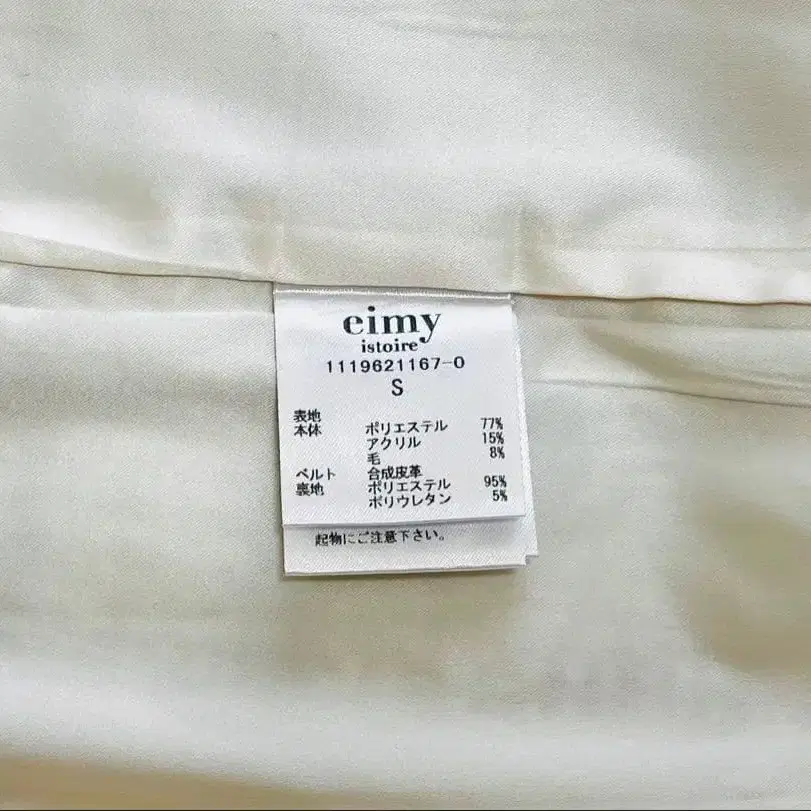 eimy
istoire
1119621167-0
S
表地
本体 ポリエステル 77%
アクリル 15%
毛 8%
ベルト 合成皮革
裏地 ポリエステル 95%
ポリウレタン 5%
起物にご注意下さい。